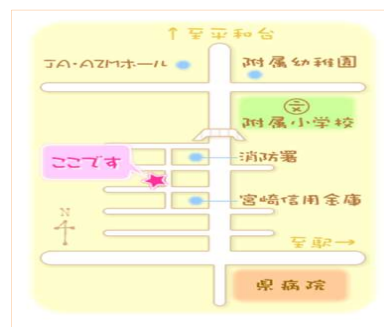 ↑至平和台
JA・AZMホール
附属幼稚園
文
附属小学校
消防署
ここです
宮崎信用金庫
N
至駅→
県病院